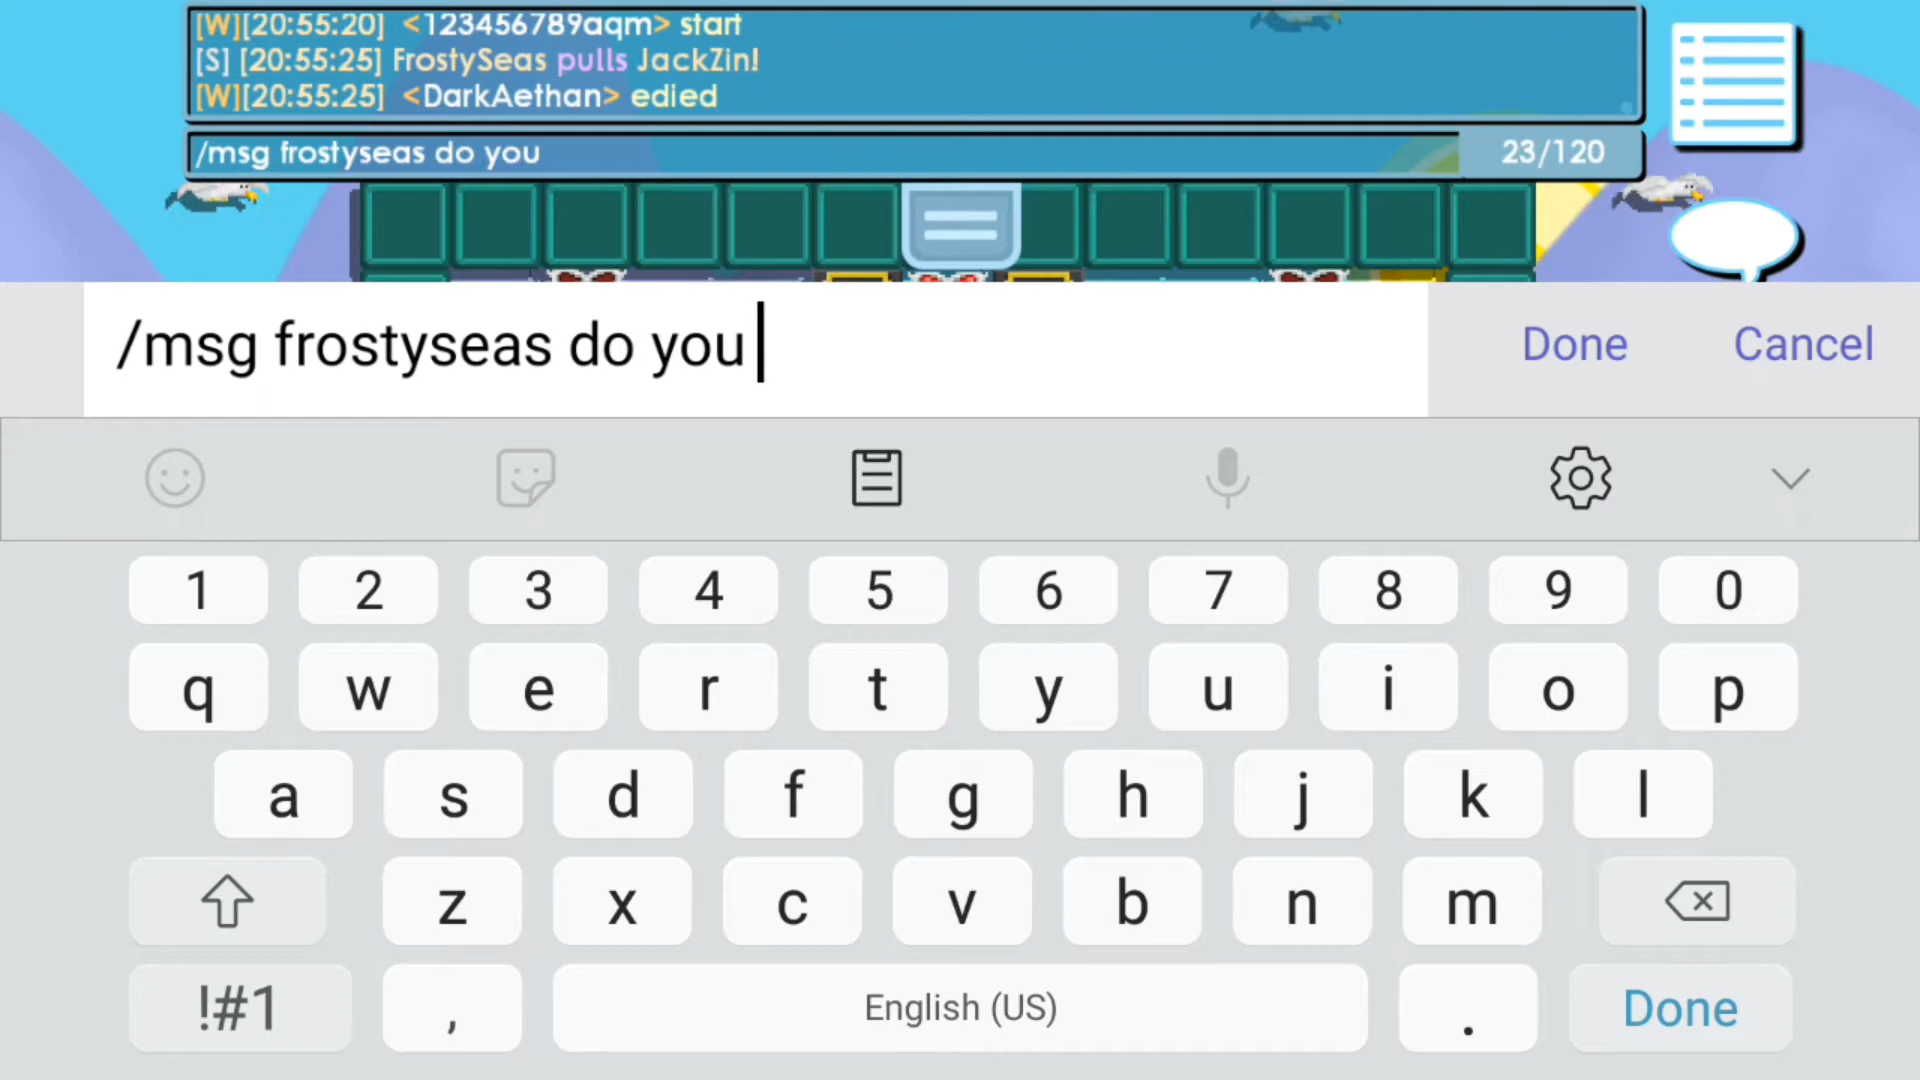 [W][20:55:20] <123456789aqm> start
[S] [20:55:25] FrostySeas pulls JackZin!
[W][20:55:25] <DarkAethan> edied
/msg frostyseas do you 23/120
/msg frostyseas do you Done Cancel
1 2 3 4 5 6 7 8 9 0
q w e r t y u i o p
a s d f g h j k l
z x c v b n m
!#1 , English (US) . Done